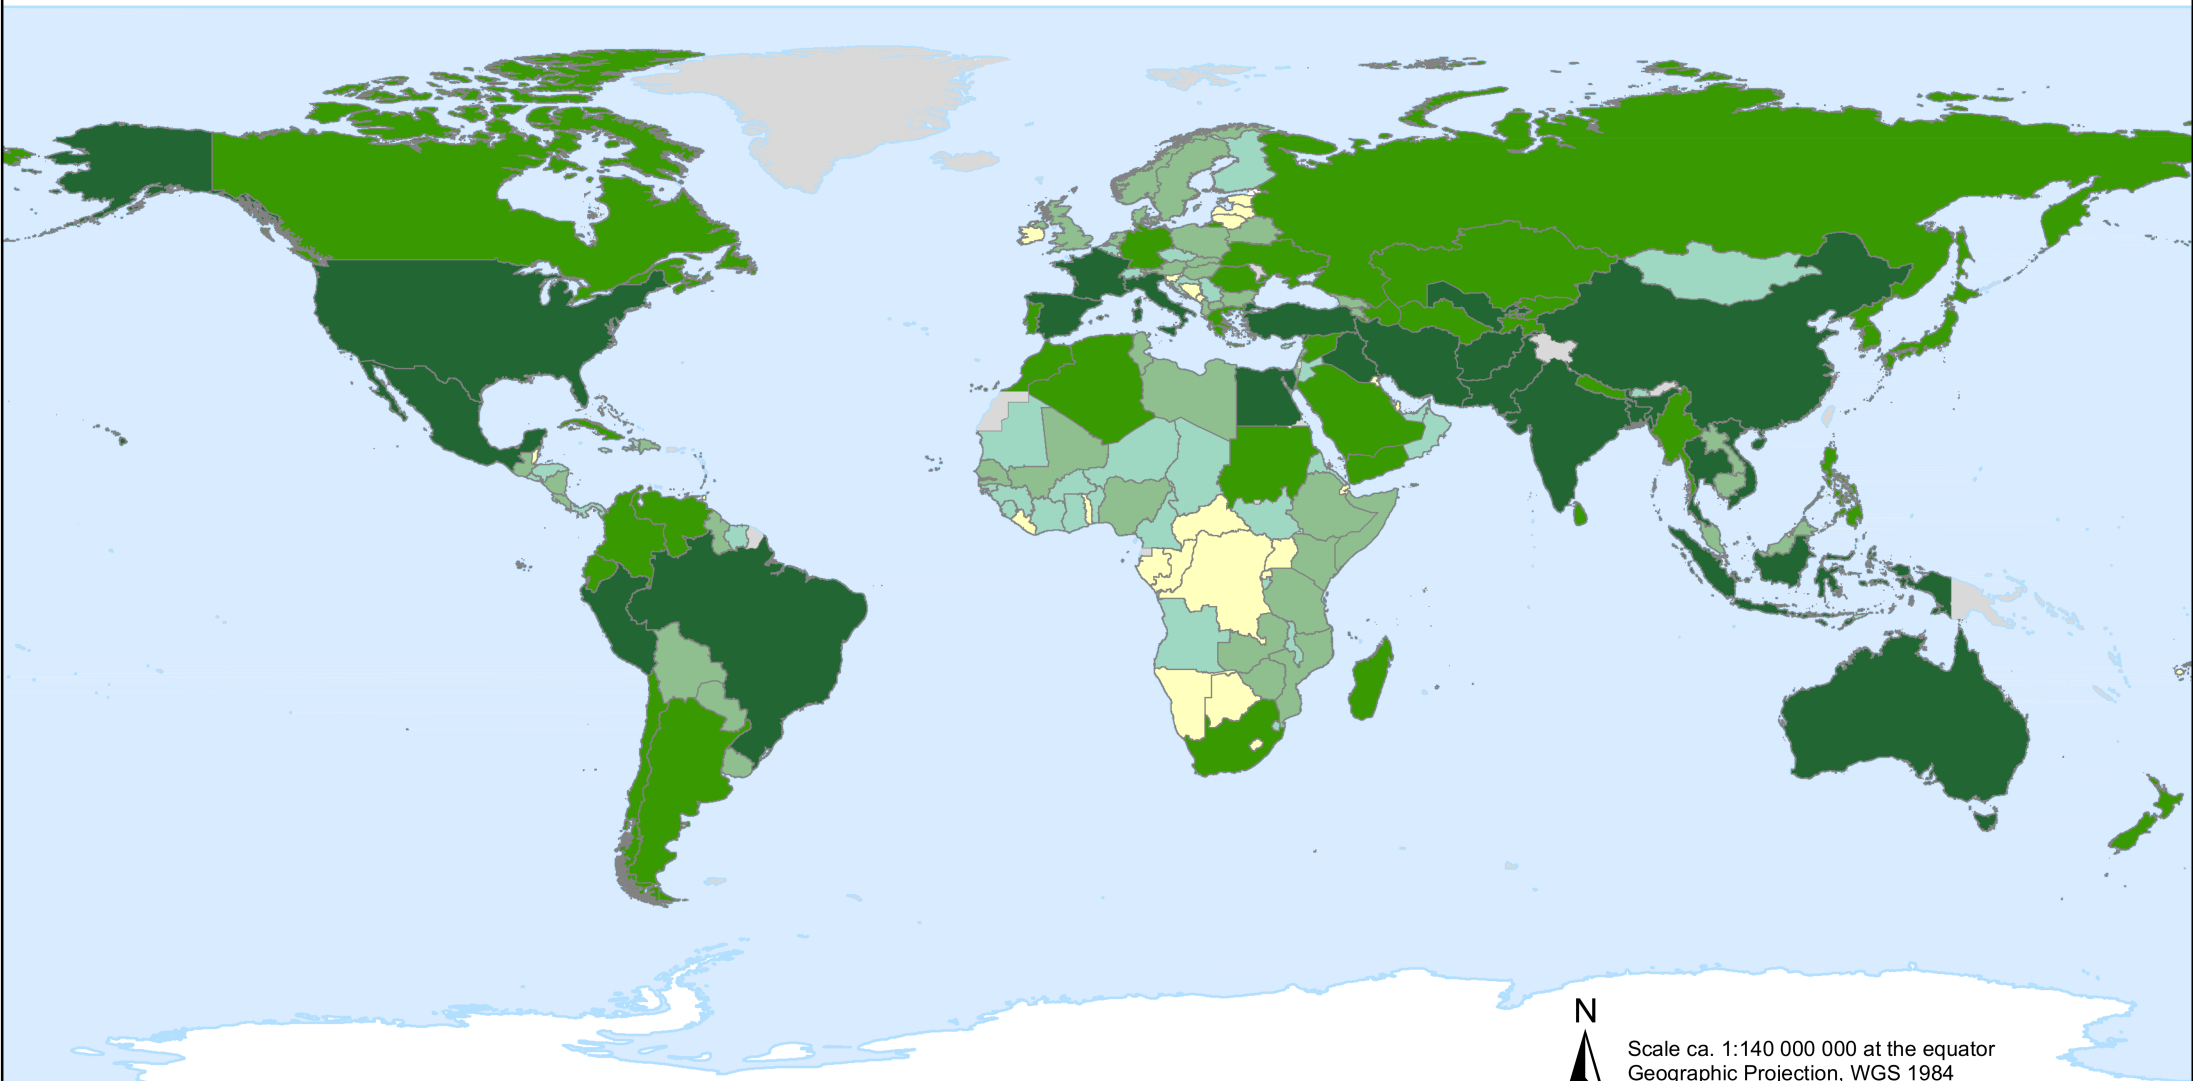 N
Scale ca. 1:140 000 000 at the equator
Geographic Projection, WGS 1984